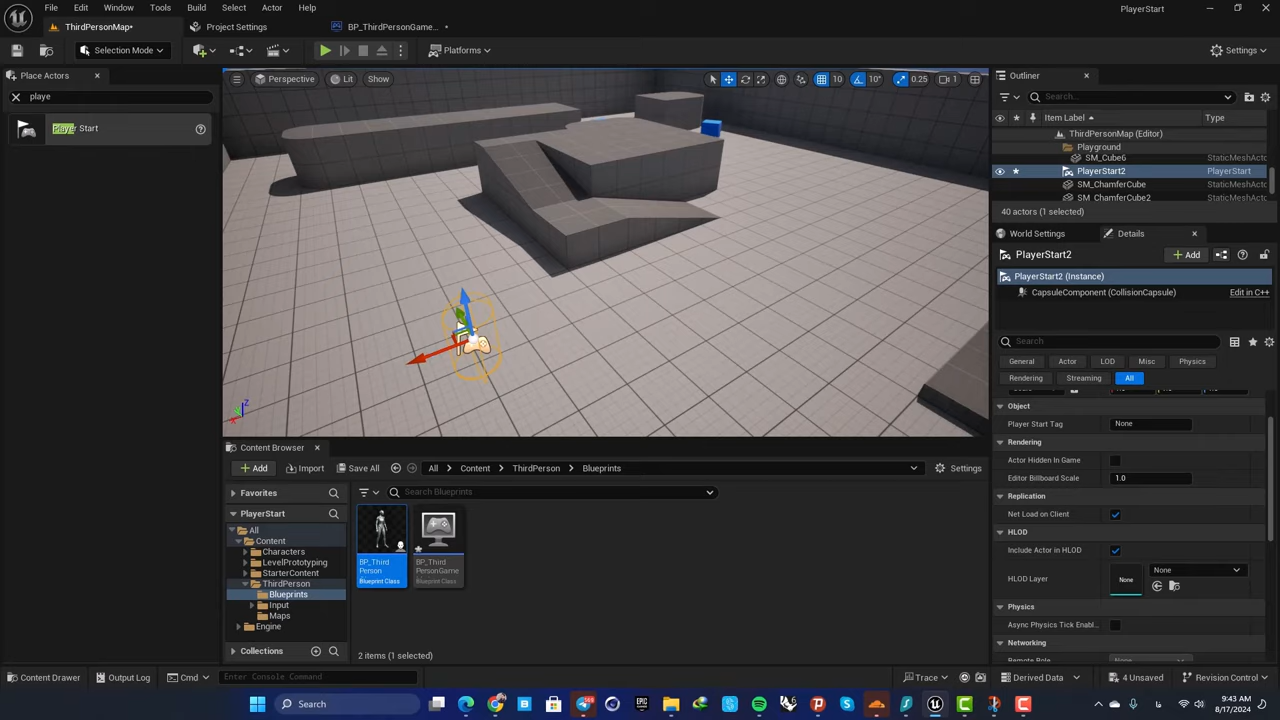 File Edit Window Tools Build Select Actor Help
PlayerStart
ThirdPersonMap*
Project Settings
BP_ThirdPersonGame...
Selection Mode
Platforms
Settings
Place Actors
playe
Player Start
Perspective
Lit
Show
10
10°
0.25
1
Z
Outliner
Search...
Item Label
Type
ThirdPersonMap (Editor)
Playground
SM_Cube6 StaticMeshActo
PlayerStart2 PlayerStart
SM_ChamferCube StaticMeshActo
SM_ChamferCube2 StaticMeshActo
40 actors (1 selected)
World Settings
Details
PlayerStart2
Add
PlayerStart2 (Instance)
CapsuleComponent (CollisionCapsule) Edit in C++
Search
General Actor LOD Misc Physics
Rendering Streaming All
Object
Player Start Tag None
Rendering
Actor Hidden In Game
Editor Billboard Scale 1.0
Replication
Net Load on Client
HLOD
Include Actor in HLOD
HLOD Layer None None
Physics
Async Physics Tick Enabl...
Networking
Remote Role None
Content Browser
Add Import Save All All Content ThirdPerson Blueprints Settings
Favorites
Search Blueprints
PlayerStart
All
Content
Characters
LevelPrototyping
StarterContent
ThirdPerson
Blueprints
Input
Maps
Engine
Collections
BP_Third
Person
Blueprint Class
BP_Third
PersonGame
Blueprint Class
2 items (1 selected)
Content Drawer Output Log Cmd Enter Console Command Trace Derived Data 4 Unsaved Revision Control
Search
9:43 AM
8/17/2024